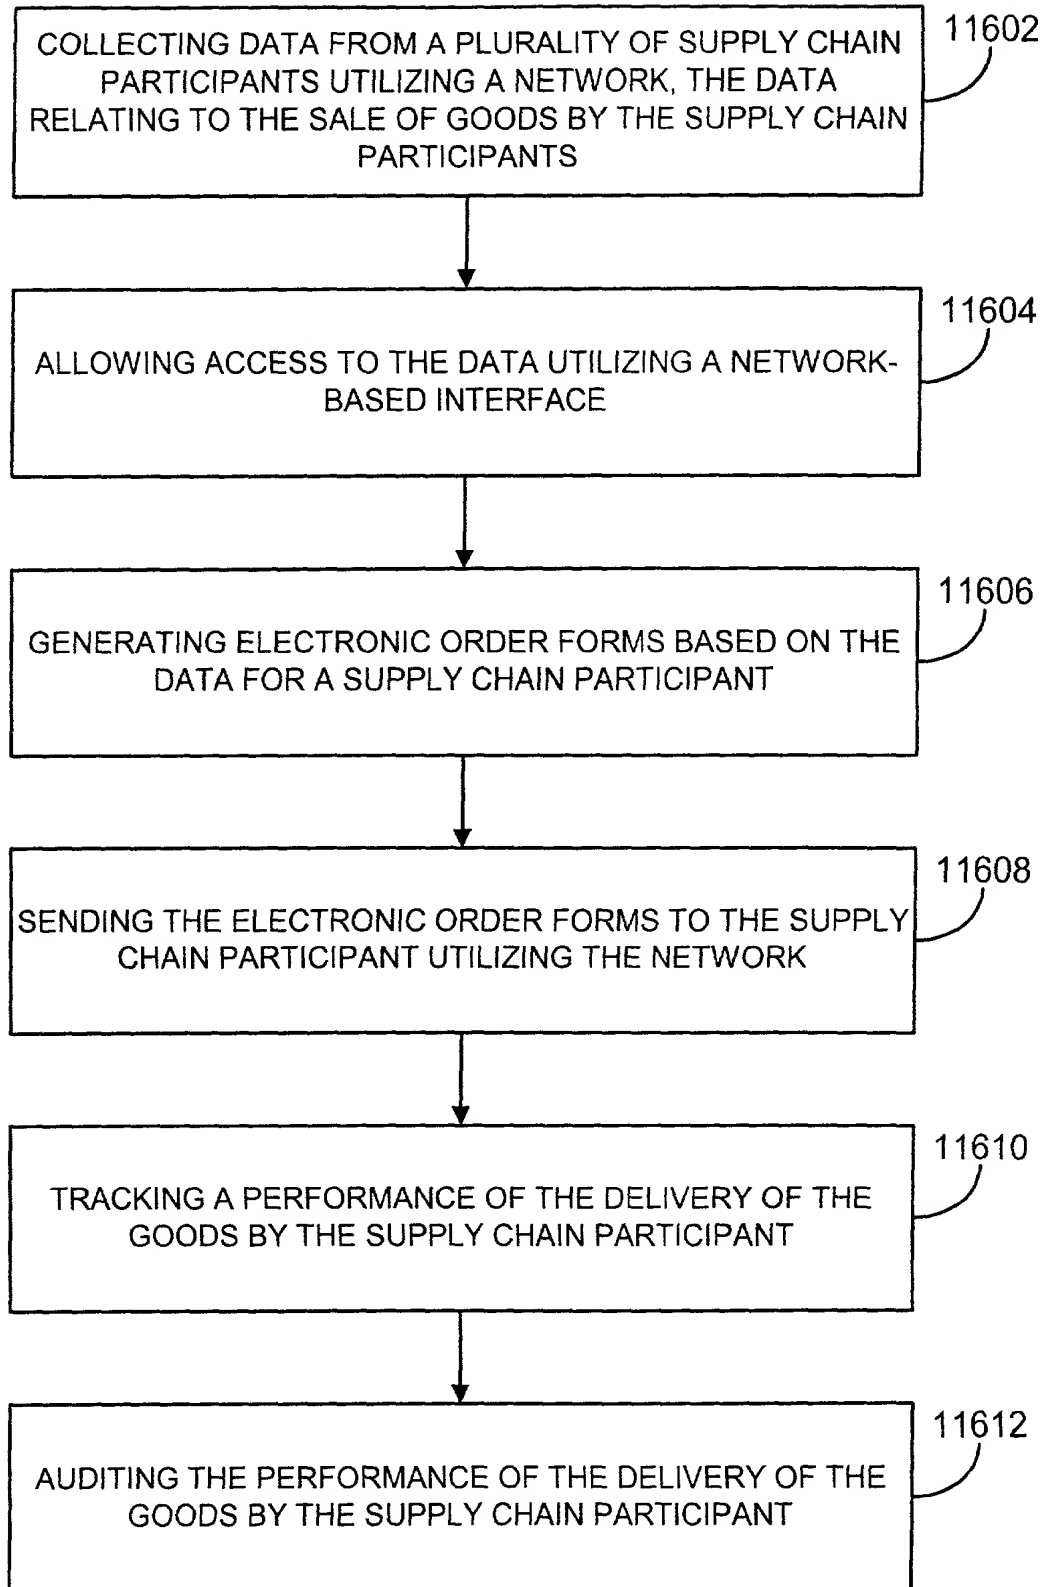 COLLECTING DATA FROM A PLURALITY OF SUPPLY CHAIN
PARTICIPANTS UTILIZING A NETWORK, THE DATA
RELATING TO THE SALE OF GOODS BY THE SUPPLY CHAIN
PARTICIPANTS
11602
ALLOWING ACCESS TO THE DATA UTILIZING A NETWORK-
BASED INTERFACE
11604
GENERATING ELECTRONIC ORDER FORMS BASED ON THE
DATA FOR A SUPPLY CHAIN PARTICIPANT
11606
SENDING THE ELECTRONIC ORDER FORMS TO THE SUPPLY
CHAIN PARTICIPANT UTILIZING THE NETWORK
11608
TRACKING A PERFORMANCE OF THE DELIVERY OF THE
GOODS BY THE SUPPLY CHAIN PARTICIPANT
11610
AUDITING THE PERFORMANCE OF THE DELIVERY OF THE
GOODS BY THE SUPPLY CHAIN PARTICIPANT
11612